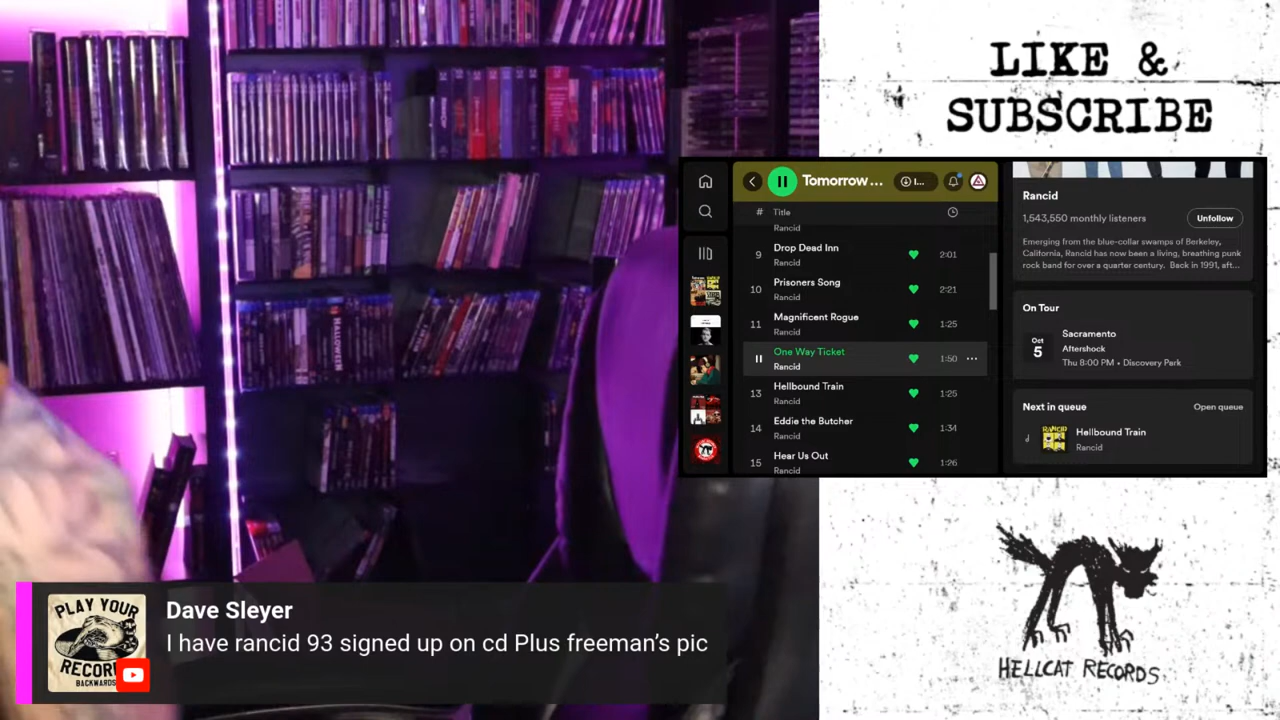 LIKE &
SUBSCRIBE
Tomorrow ...
I...
# Title
Rancid
9 Drop Dead Inn 2:01
Rancid
10 Prisoners Song 2:21
Rancid
11 Magnificent Rogue 1:25
Rancid
One Way Ticket 1:50
Rancid
13 Hellbound Train 1:25
Rancid
14 Eddie the Butcher 1:34
Rancid
15 Hear Us Out 1:26
Rancid
Rancid
1,543,550 monthly listeners Unfollow
Emerging from the blue-collar swamps of Berkeley,
California, Rancid has now been a living, breathing punk
rock band for over a quarter century. Back in 1991, aft...
On Tour
Oct
5
Sacramento
Aftershock
Thu 8:00 PM • Discovery Park
Next in queue Open queue
RANCID
Hellbound Train
Rancid
HALLOWEEN
PLAY YOUR
RECOR
BACKWARDS
Dave Sleyer
I have rancid 93 signed up on cd Plus freeman's pic
HELLCAT RECORDS